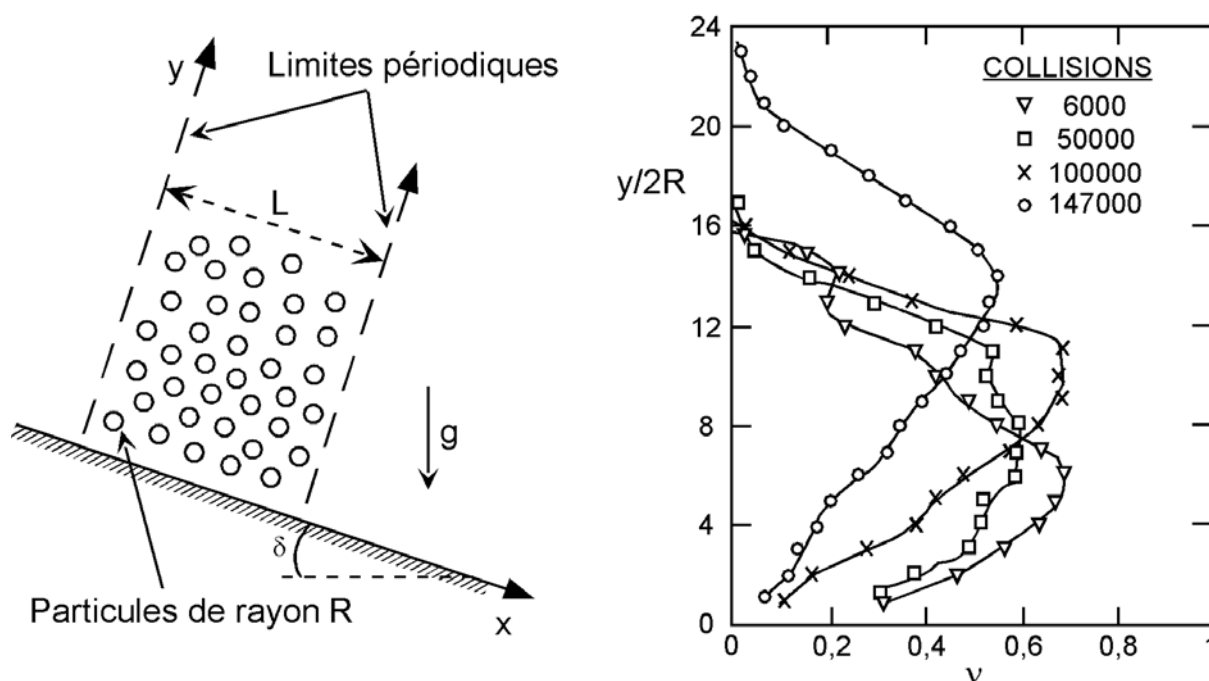 y
Limites périodiques
L
g
δ
Particules de rayon R
x
24
20
y/2R
16
12
8
4
0
COLLISIONS
6000
50000
100000
147000
0 0,2 0,4 0,6 0,8 1
ν